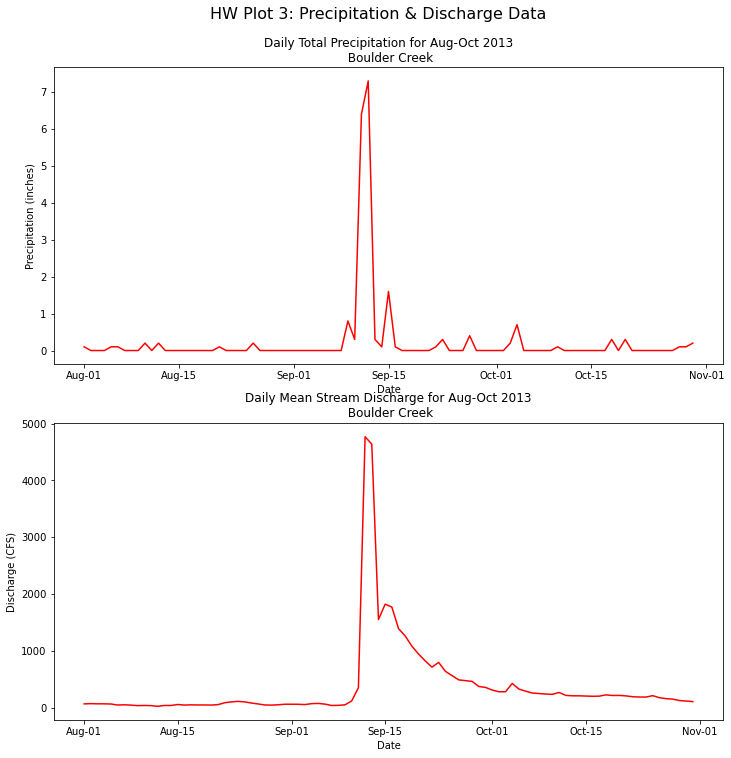 HW Plot 3: Precipitation & Discharge Data
Daily Total Precipitation for Aug-Oct 2013
Boulder Creek
7
6
5
4
3
2
1
0
Precipitation (inches)
Aug-01 Aug-15 Sep-01 Sep-15 Oct-01 Oct-15 Nov-01
Date
Daily Mean Stream Discharge for Aug-Oct 2013
Boulder Creek
5000
4000
3000
2000
1000
0
Discharge (CFS)
Aug-01 Aug-15 Sep-01 Sep-15 Oct-01 Oct-15 Nov-01
Date